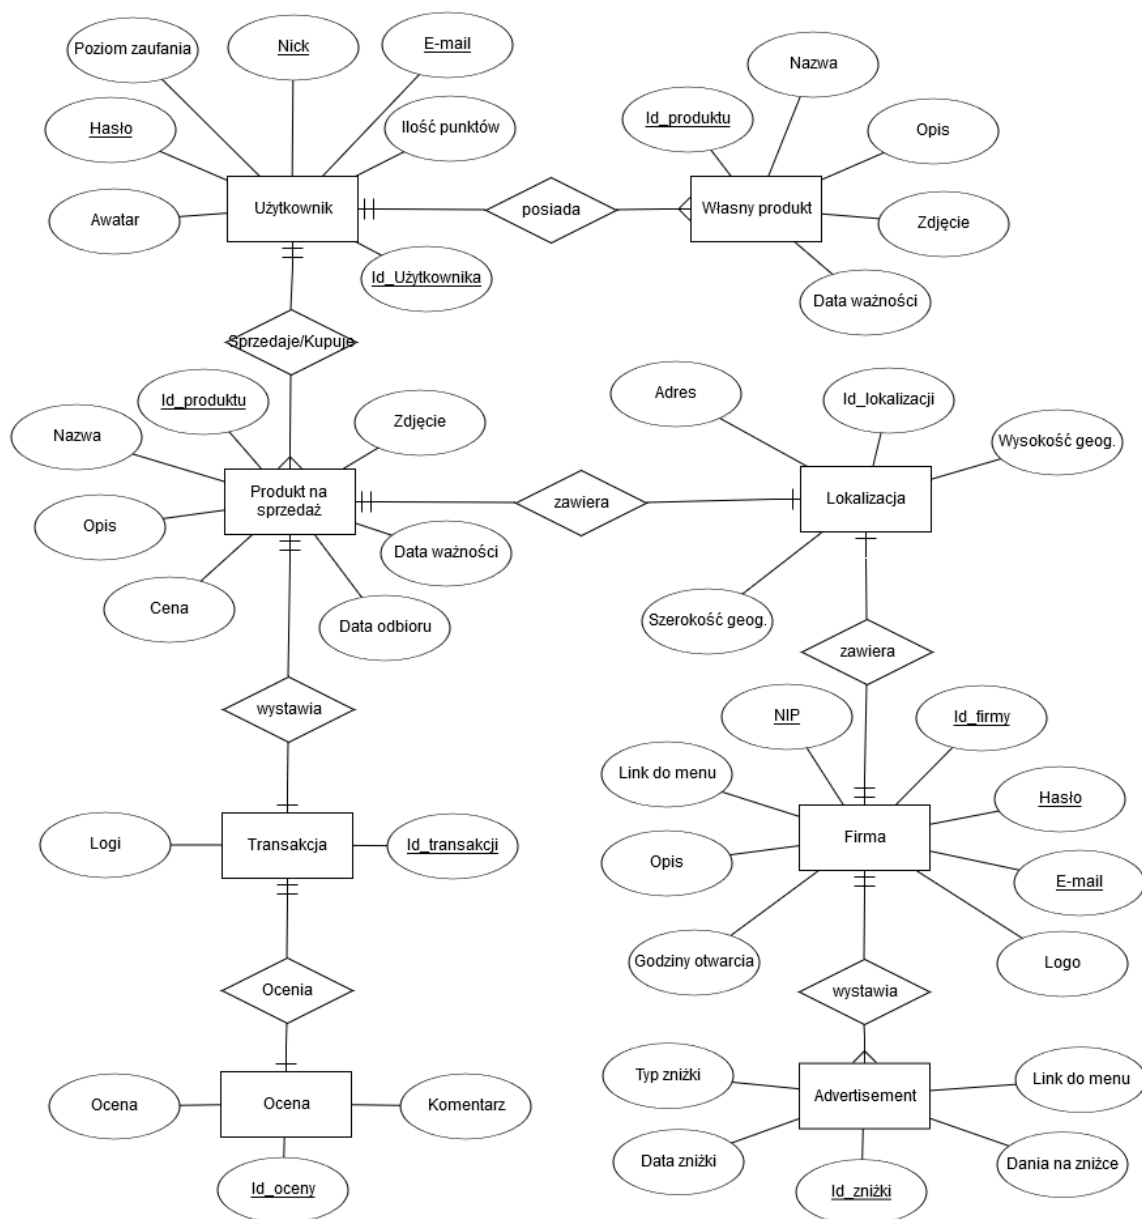 Poziom zaufania
Nick
E-mail
Hasło
Ilość punktów
Awatar
Użytkownik
Id_Użytkownika
posiada
Nazwa
Id_produktu
Opis
Własny produkt
Zdjęcie
Data ważności
Sprzedaje/Kupuje
Id_produktu
Zdjęcie
Nazwa
Produkt na
sprzedaż
Opis
Data ważności
Cena
Data odbioru
zawiera
Adres
Id_lokalizacji
Wysokość geog.
Lokalizacja
Szerokość geog.
zawiera
wystawia
NIP
Id_firmy
Link do menu
Hasło
Firma
Opis
E-mail
Godziny otwarcia
Logo
Logi
Transakcja
Id_transakcji
Ocenia
wystawia
Ocena
Ocena
Komentarz
Id_oceny
Typ zniżki
Advertisement
Link do menu
Data zniżki
Dania na zniżce
Id_zniżki